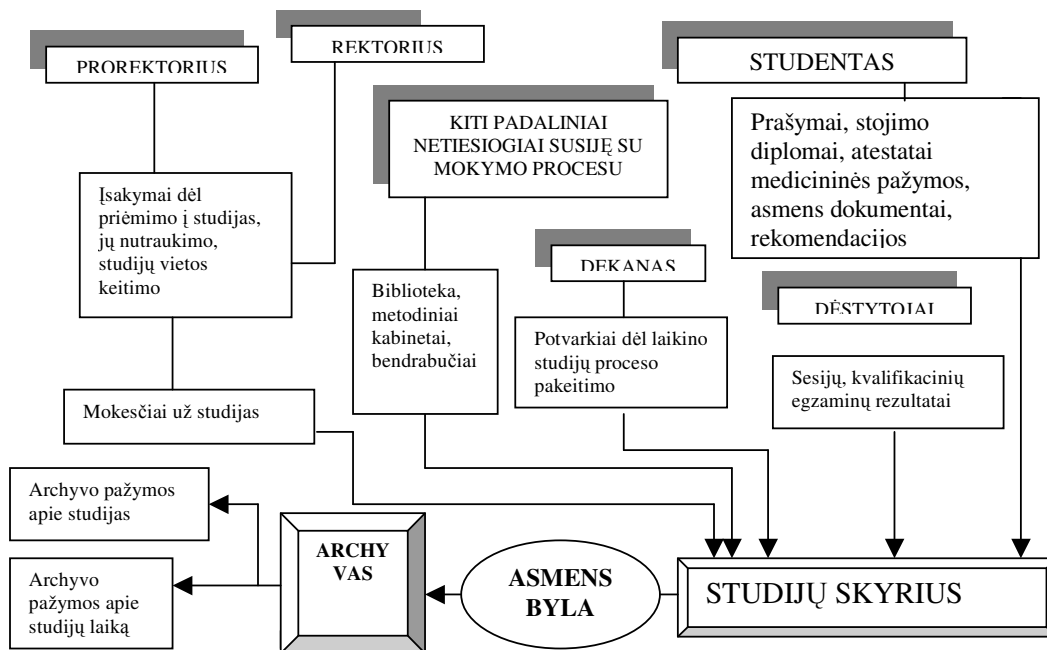 PROREKTORIUS
REKTORIUS
STUDENTAS
KITI PADALINIAI
NETIESIOGIAI SUSIJĘ SU
MOKYMO PROCESU
Prašymai, stojimo
diplomai, atestatai
medicininės pažymos,
asmens dokumentai,
rekomendacijos
Įsakymai dėl
priėmimo į studijas,
jų nutraukimo,
studijų vietos
keitimo
DEKANAS
DĖSTYTOJAI
Biblioteka,
metodiniai
kabinetai,
bendrabučiai
Potvarkiai dėl laikino
studijų proceso
pakeitimo
Sesijų, kvalifikacinių
egzaminų rezultatai
Mokesčiai už studijas
Archyvo pažymos
apie studijas
Archyvo
pažymos apie
studijų laiką
ARCHY
VAS
ASMENS
BYLA
STUDIJŲ SKYRIUS